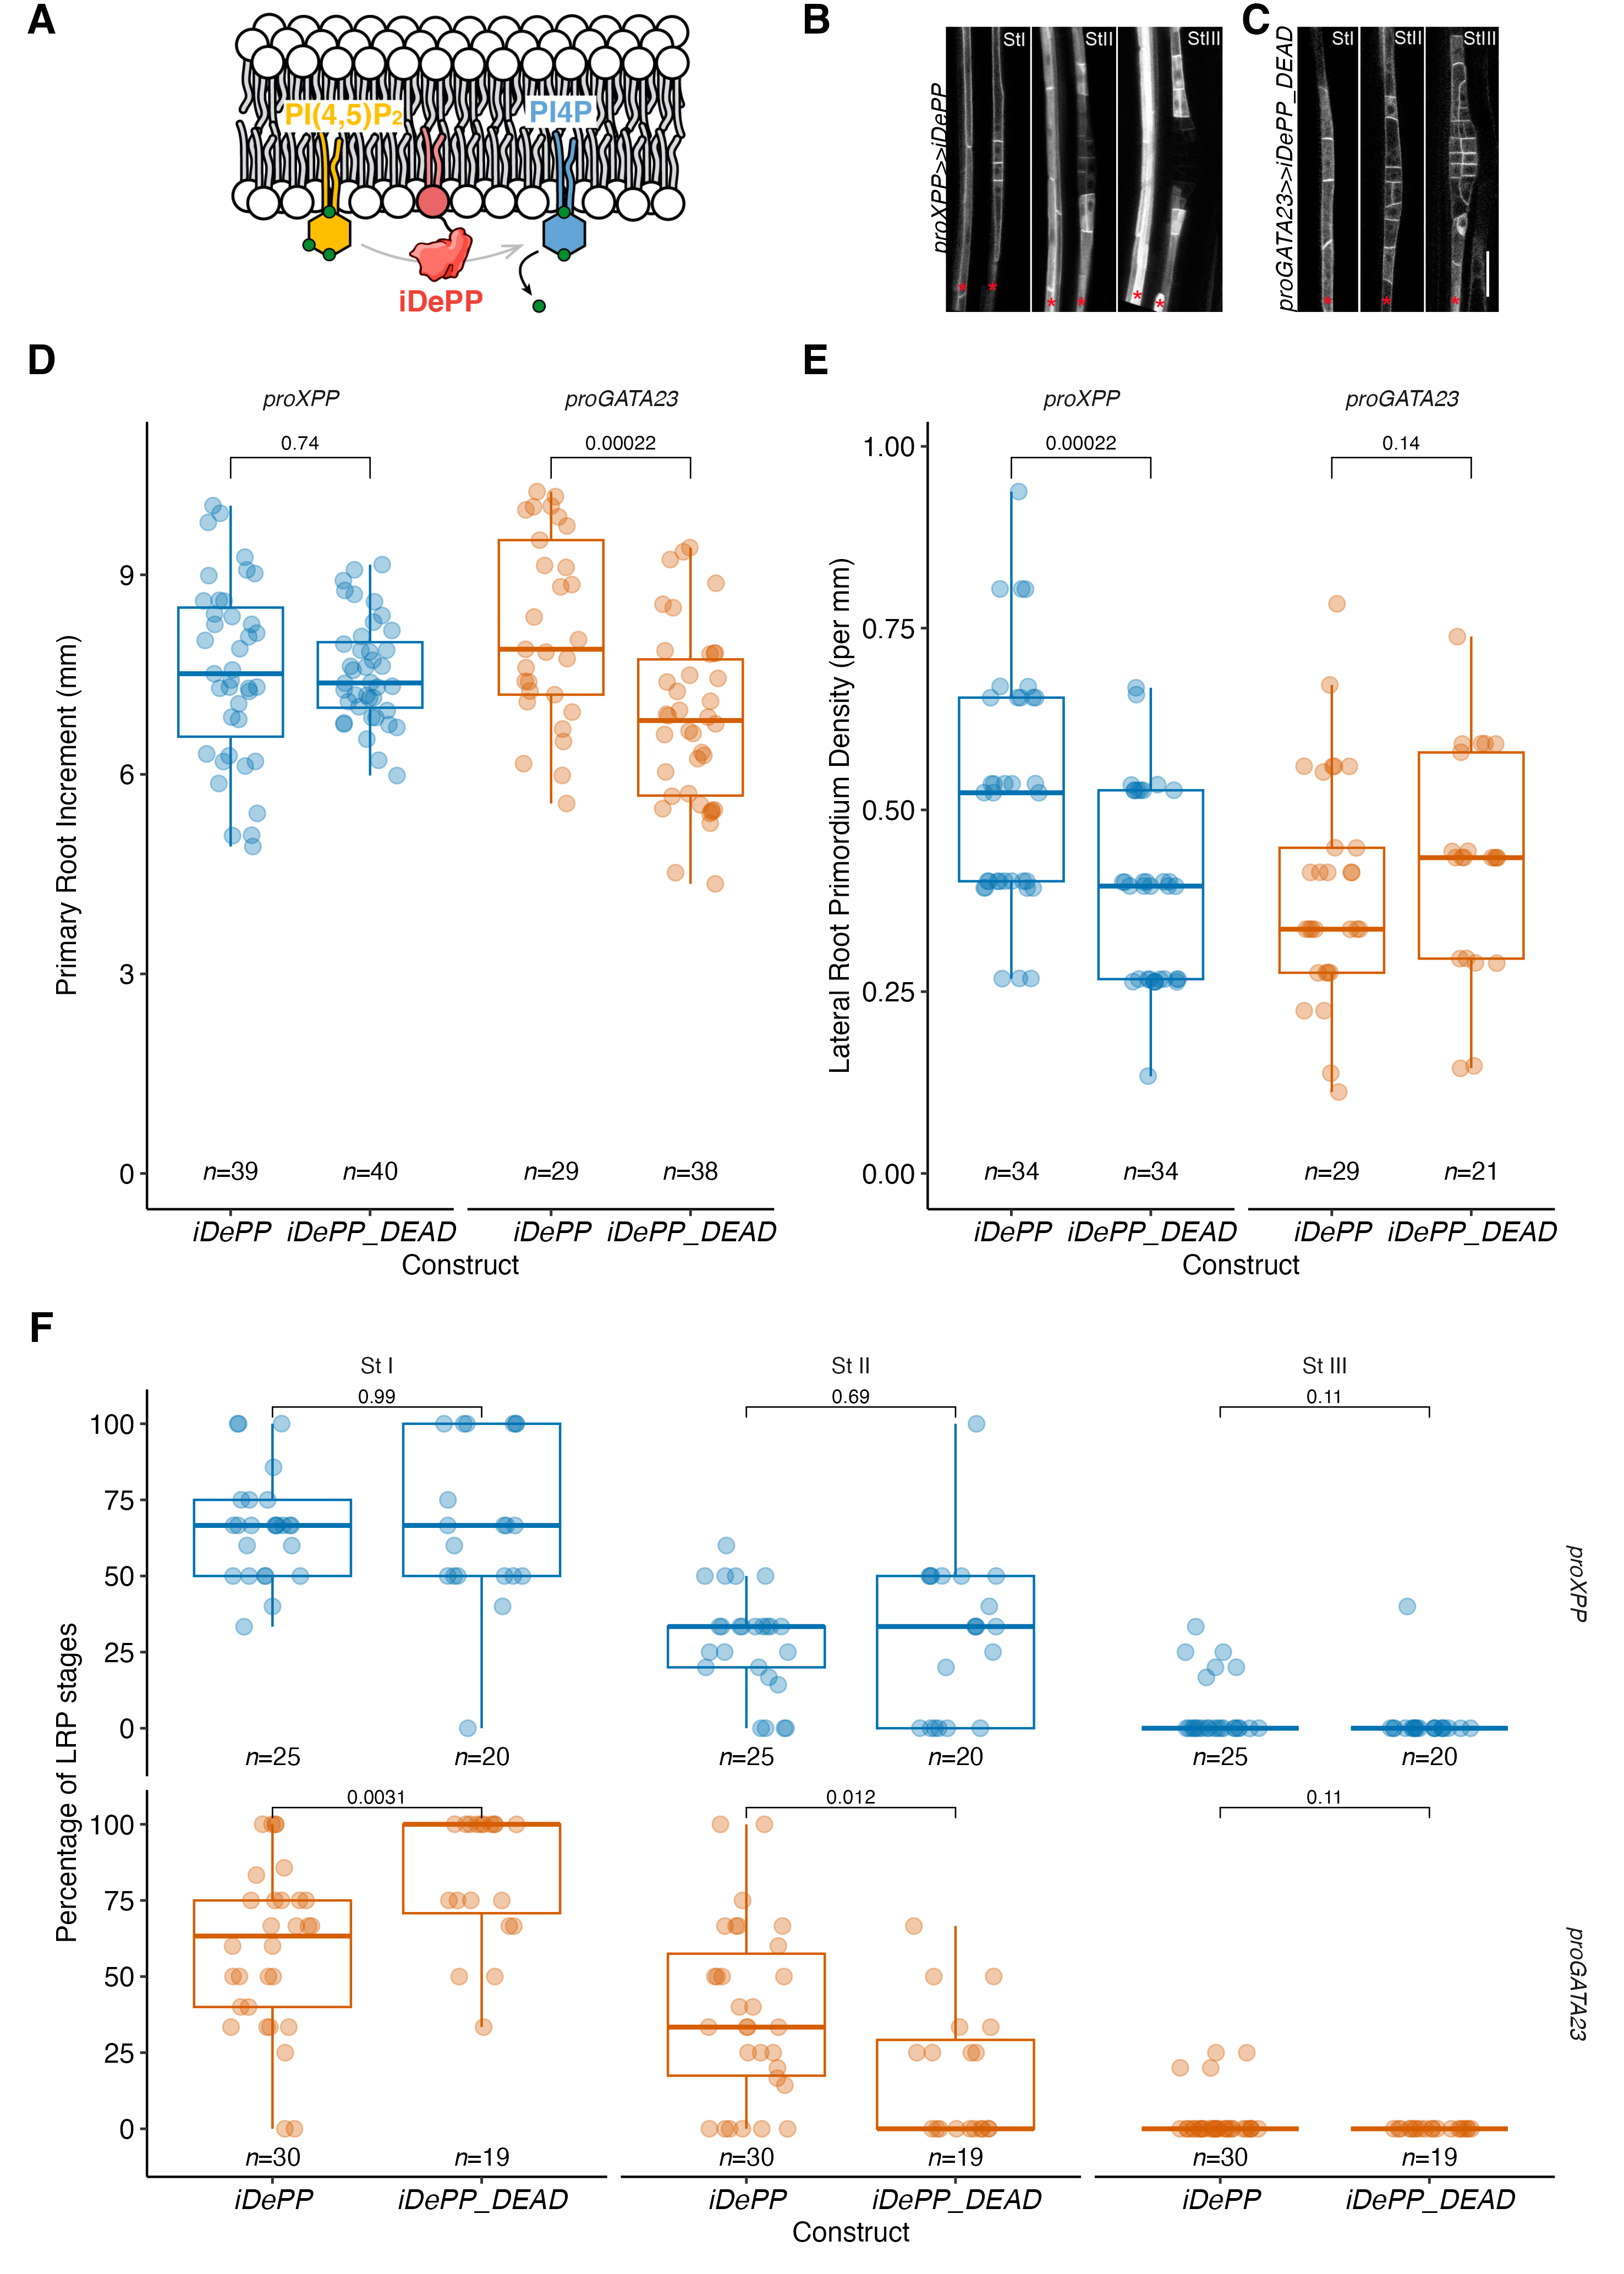 A
PI(4,5)P2
PI4P
iDePP
B
proXPP>>iDePP
StI
StII
StIII
*
*
*
*
*
*
C
proGATA23>>iDePP_DEAD
StI
StII
StIII
*
*
*
D
proXPP
proGATA23
0.74
0.00022
Primary Root Increment (mm)
9
6
3
0
n=39
n=40
n=29
n=38
iDePP
iDePP_DEAD
iDePP
iDePP_DEAD
Construct
E
proXPP
proGATA23
0.00022
0.14
Lateral Root Primordium Density (per mm)
1.00
0.75
0.50
0.25
0.00
n=34
n=34
n=29
n=21
iDePP
iDePP_DEAD
iDePP
iDePP_DEAD
Construct
F
St I
St II
St III
0.99
0.69
0.11
Percentage of LRP stages
100
75
50
25
0
n=25
n=20
n=25
n=20
n=25
n=20
proXPP
0.0031
0.012
0.11
100
75
50
25
0
n=30
n=19
n=30
n=19
n=30
n=19
proGATA23
iDePP
iDePP_DEAD
iDePP
iDePP_DEAD
iDePP
iDePP_DEAD
Construct